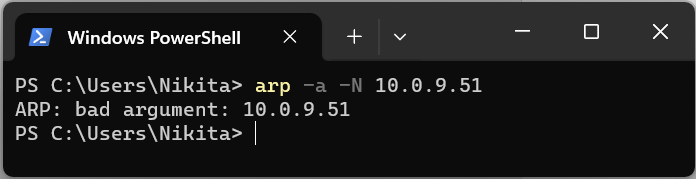 Windows PowerShell
PS C:\Users\Nikita> arp -a -N 10.0.9.51
ARP: bad argument: 10.0.9.51
PS C:\Users\Nikita>